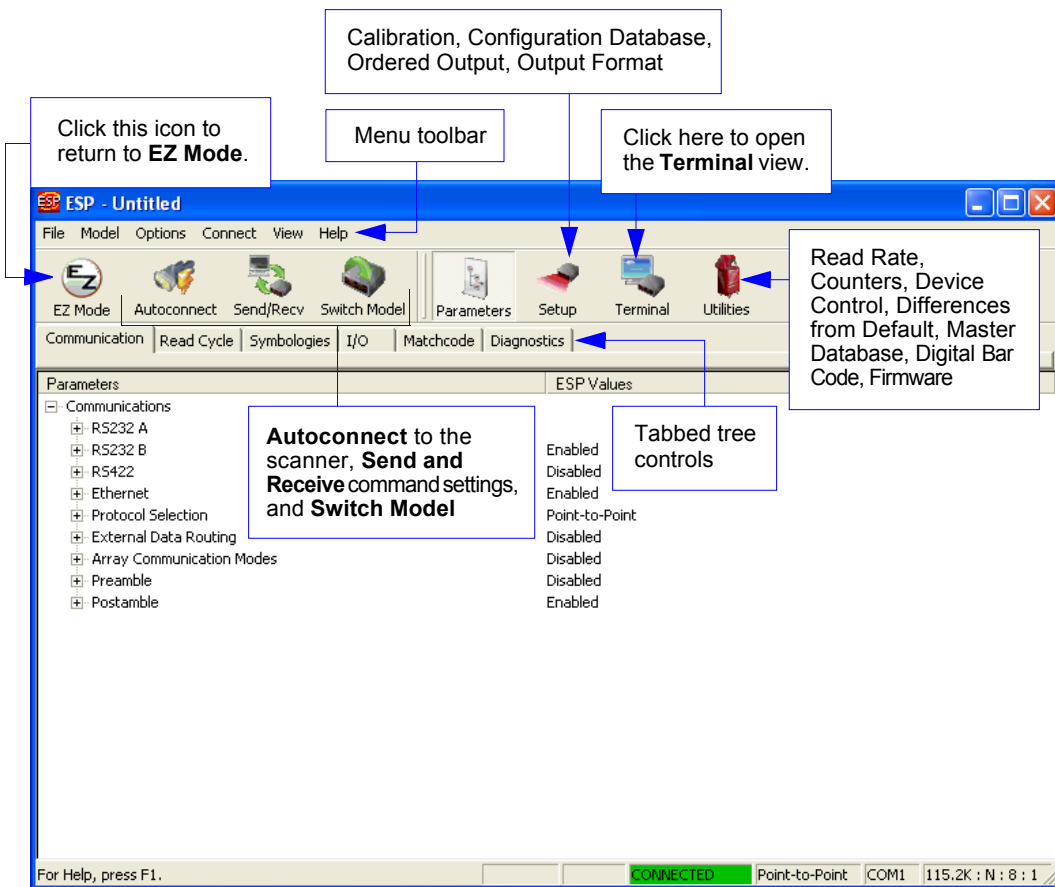 Calibration, Configuration Database,
Ordered Output, Output Format
Click this icon to
return to EZ Mode.
Menu toolbar
Click here to open
the Terminal view.
ESP - Untitled
File Model Options Connect View Help
EZ Mode Autoconnect Send/Recv Switch Model Parameters Setup Terminal Utilities
Read Rate,
Counters, Device
Control, Differences
from Default, Master
Database, Digital Bar
Code, Firmware
Communication Read Cycle Symbologies I/O Matchcode Diagnostics
Parameters ESP Values
Communications
RS232 A
RS232 B Enabled
RS422 Disabled
Ethernet Enabled
Protocol Selection Point-to-Point
External Data Routing Disabled
Array Communication Modes Disabled
Preamble Disabled
Postamble Enabled
Autoconnect to the
scanner, Send and
Receive command settings,
and Switch Model
Tabbed tree
controls
For Help, press F1. CONNECTED Point-to-Point COM1 115.2K : N : 8 : 1